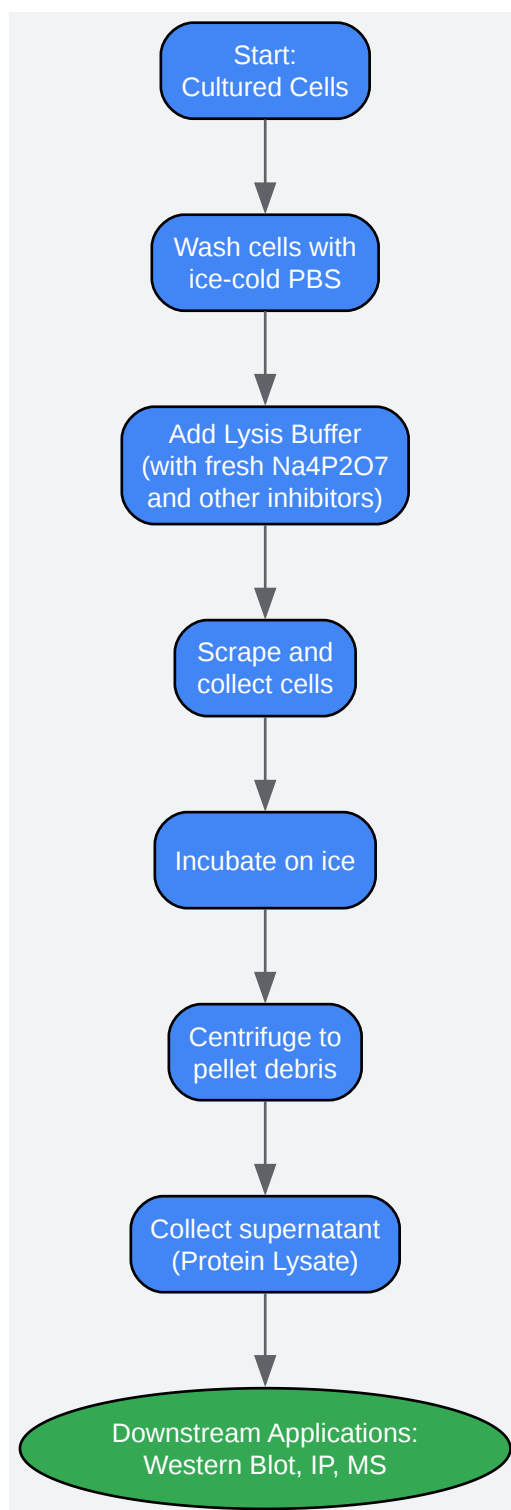 Start:
Cultured Cells
Wash cells with
ice-cold PBS
Add Lysis Buffer
(with fresh Na4P2O7
and other inhibitors)
Scrape and
collect cells
Incubate on ice
Centrifuge to
pellet debris
Collect supernatant
(Protein Lysate)
Downstream Applications:
Western Blot, IP, MS